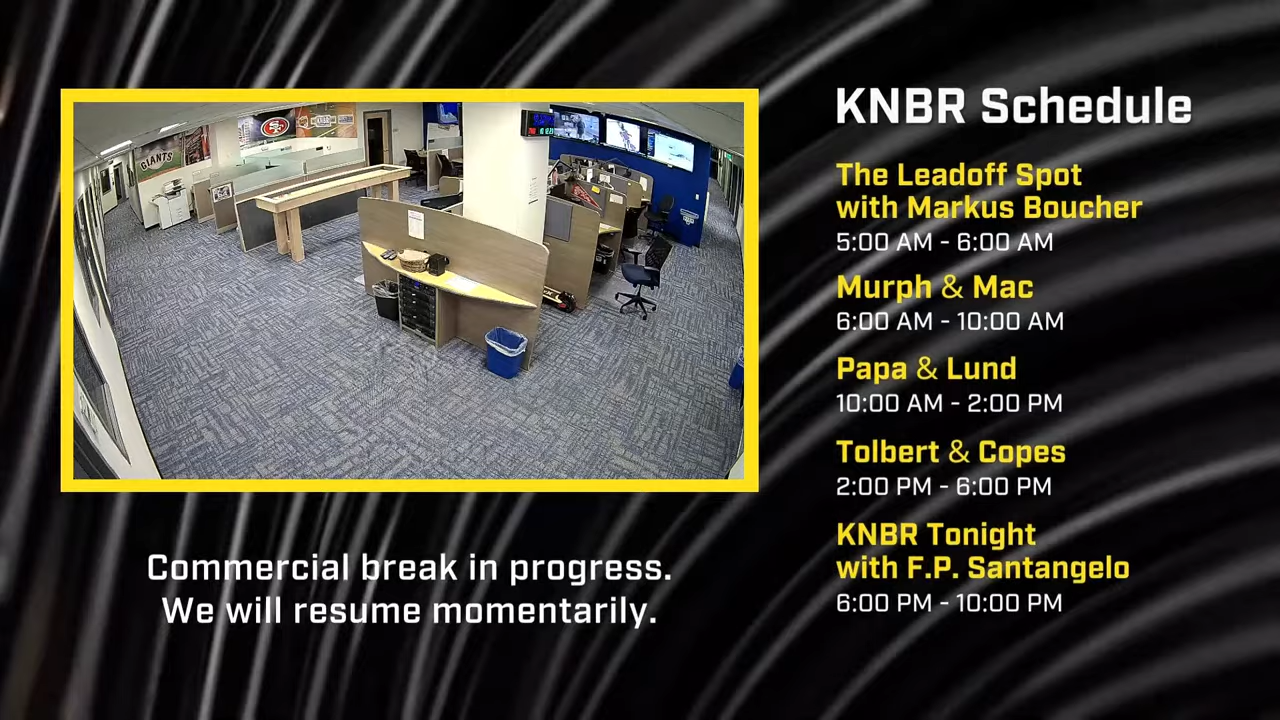 GIANTS
SF
KNBR Schedule
The Leadoff Spot
with Markus Boucher
5:00 AM - 6:00 AM
Murph & Mac
6:00 AM - 10:00 AM
Papa & Lund
10:00 AM - 2:00 PM
Tolbert & Copes
2:00 PM - 6:00 PM
KNBR Tonight
with F.P. Santangelo
6:00 PM - 10:00 PM
Commercial break in progress.
We will resume momentarily.